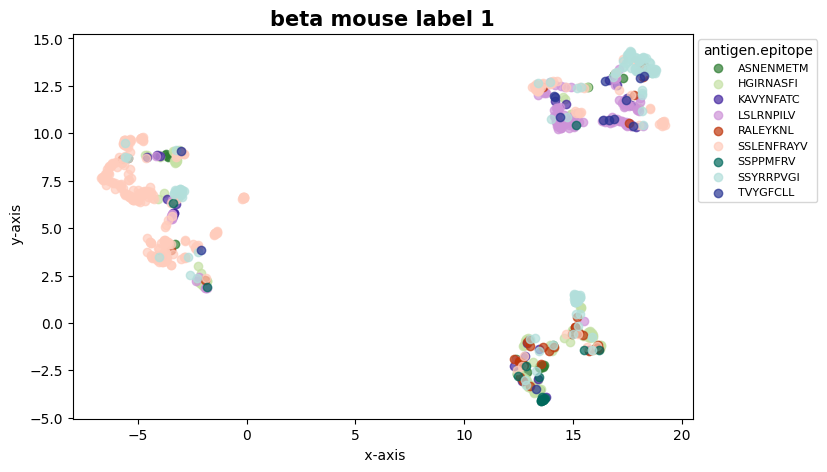 beta mouse label 1
antigen.epitope
ASNENMETM
HGIRNASFI
KAVYNFATC
LSLRNPILV
RALEYKNL
SSLENFRAYV
SSPPMFRV
SSYRRPVGI
TVYGFCLL
15.0
12.5
10.0
7.5
5.0
2.5
0.0
−2.5
−5.0
y-axis
−5
0
5
10
15
20
x-axis